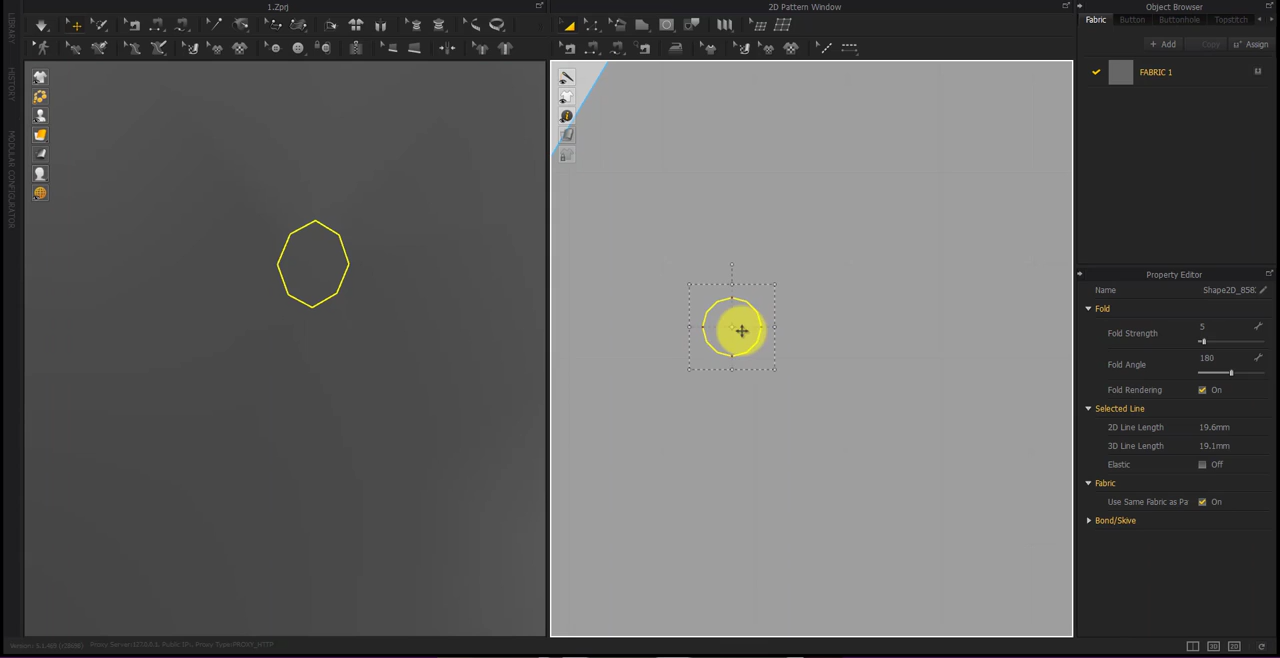 1.Zprj
2D Pattern Window
Object Browser
LIBRARY
HISTORY
MODULAR CONFIGURATOR
Fabric
Button
Buttonhole
Topstitch
+ Add
Copy
Assign
FABRIC 1
Property Editor
Name
Fold
Fold Strength
5
Fold Angle
180
Fold Rendering
On
Selected Line
2D Line Length
19.6mm
3D Line Length
19.1mm
Elastic
Off
Fabric
Use Same Fabric as Pa
On
Bond/Skive
3D
2D